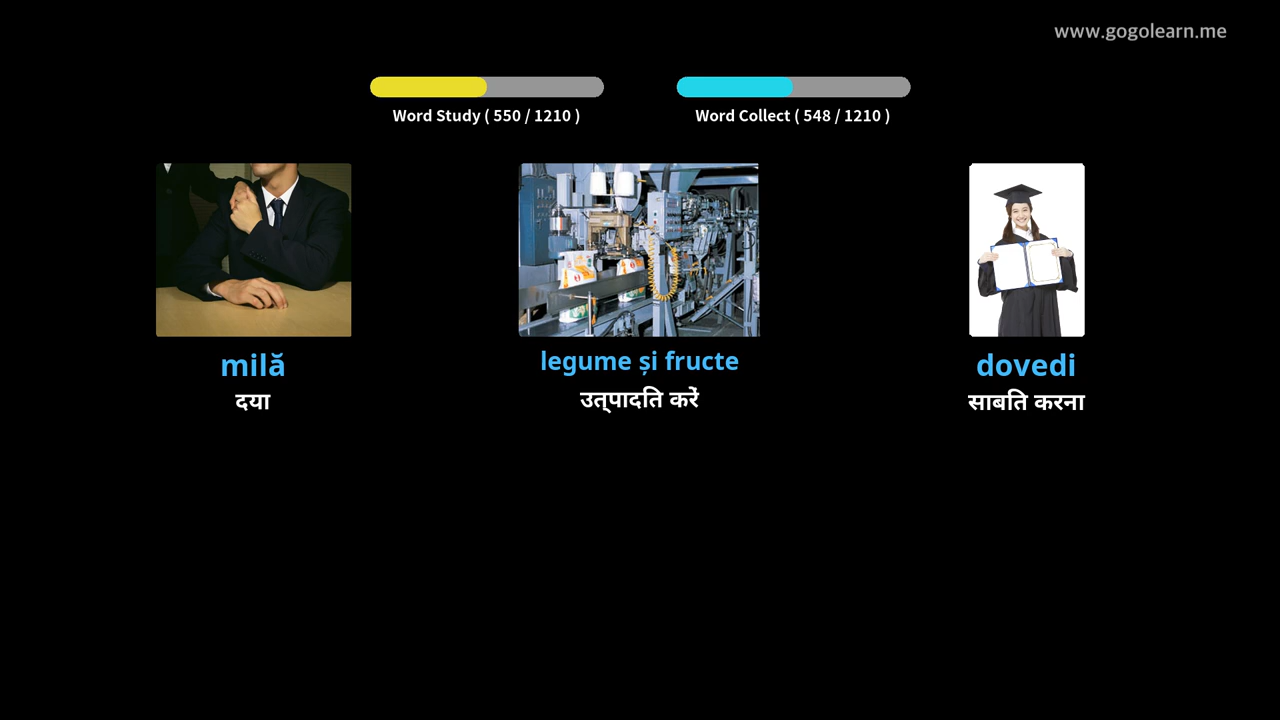 www.gogolearn.me
Word Study ( 550 / 1210 )
Word Collect ( 548 / 1210 )
milă
दया
legume și fructe
उत्पादति करें
dovedi
साबति करना